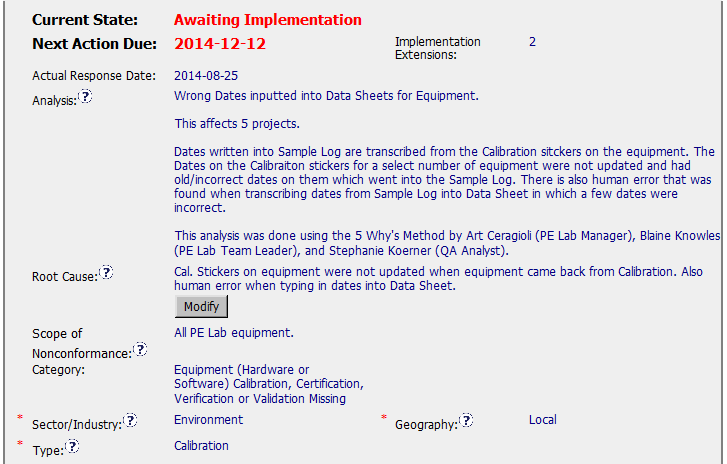 Current State: Awaiting Implementation
Next Action Due: 2014-12-12 Implementation Extensions: 2
Actual Response Date: 2014-08-25
Analysis: ? Wrong Dates inputted into Data Sheets for Equipment.
This affects 5 projects.
Dates written into Sample Log are transcribed from the Calibration sitckers on the equipment. The
Dates on the Calibraiton stickers for a select number of equipment were not updated and had
old/incorrect dates on them which went into the Sample Log. There is also human error that was
found when transcribing dates from Sample Log into Data Sheet in which a few dates were
incorrect.
This analysis was done using the 5 Why's Method by Art Ceragioli (PE Lab Manager), Blaine Knowles
(PE Lab Team Leader), and Stephanie Koerner (QA Analyst).
Root Cause: ? Cal. Stickers on equipment were not updated when equipment came back from Calibration. Also
human error when typing in dates into Data Sheet.
Modify
Scope of All PE Lab equipment.
Nonconformance: ?
Category: Equipment (Hardware or
Software) Calibration, Certification,
Verification or Validation Missing
* Sector/Industry: ? Environment * Geography: ? Local
* Type: ? Calibration